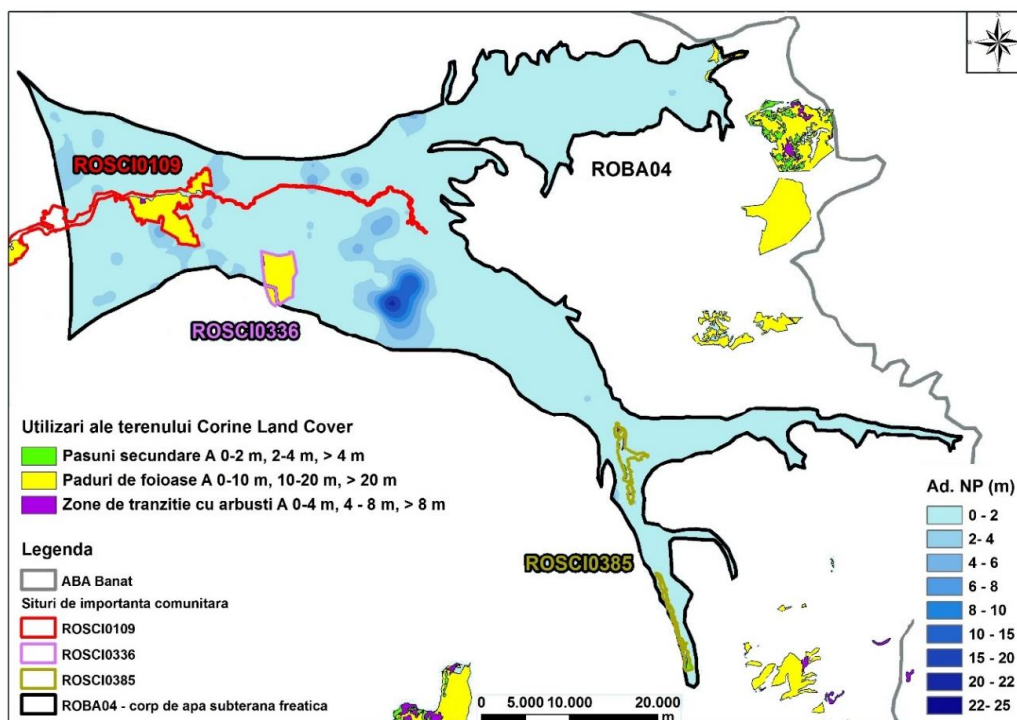 ROSCI0109
ROBA04
ROSCI0336
Utilizari ale terenului Corine Land Cover
Pasuni secundare A 0-2 m, 2-4 m, > 4 m
Paduri de foioase A 0-10 m, 10-20 m, > 20 m
Zone de tranzitie cu arbusti A 0-4 m, 4 - 8 m, > 8 m
ROSCI0385
Legenda
ABA Banat
Situri de importanta comunitara
ROSCI0109
ROSCI0336
ROSCI0385
ROBA04 - corp de apa subterana freatica
0 5.000 10.000 20.000
m
Ad. NP (m)
0 - 2
2- 4
4 - 6
6 - 8
8 - 10
10 - 15
15 - 20
20 - 22
22- 25